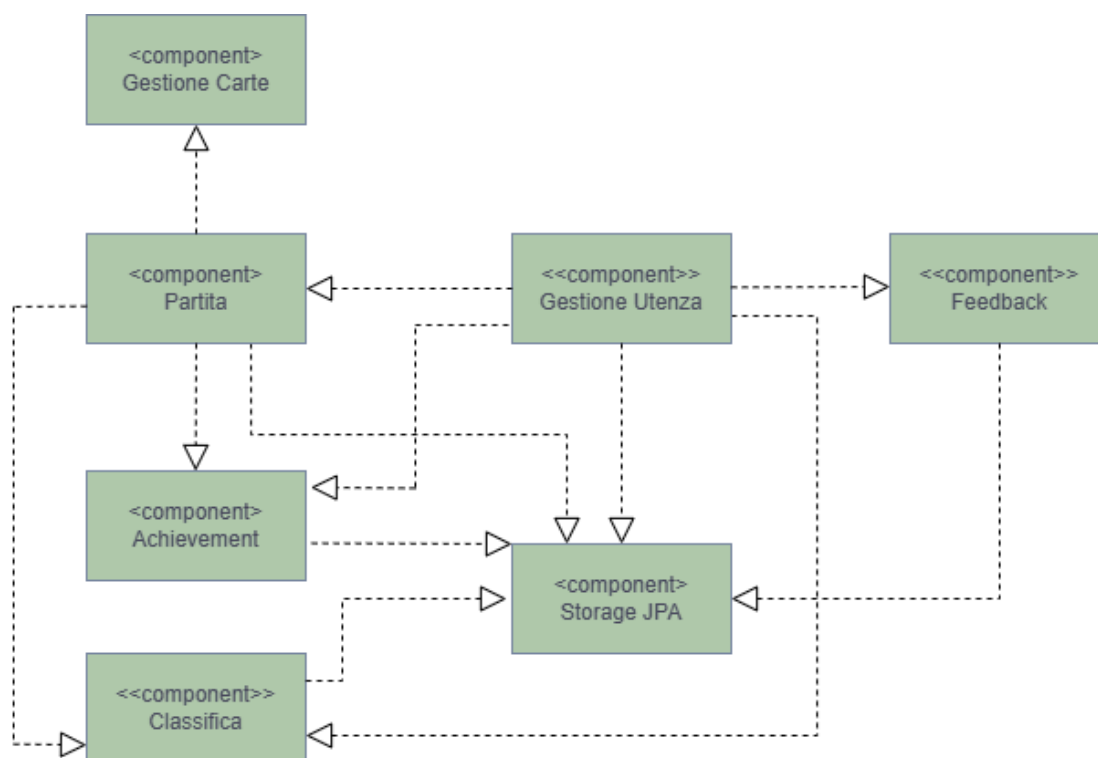 <component>
Gestione Carte
<component>
Partita
<<component>>
Gestione Utenza
<<component>>
Feedback
<component>
Achievement
<component>
Storage JPA
<<component>>
Classifica